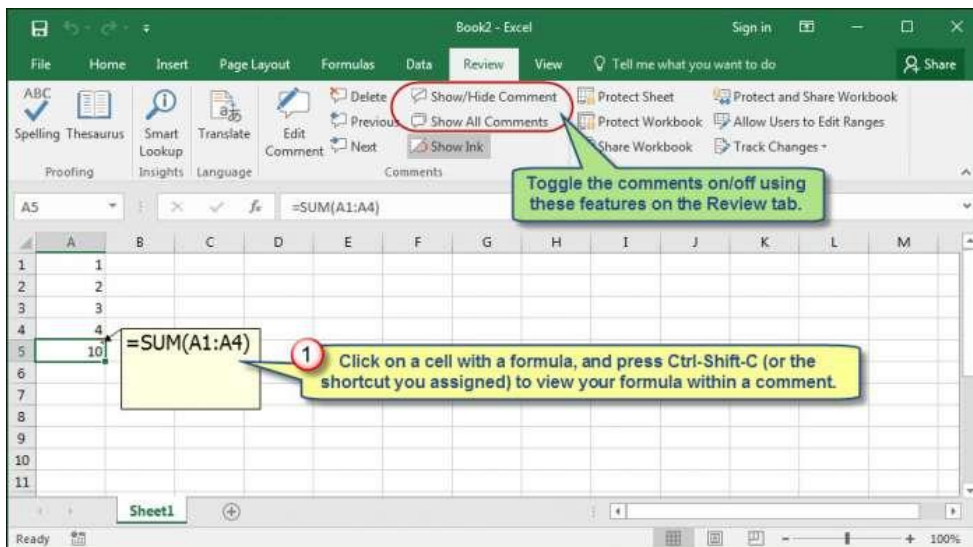 Book2 - Excel
Sign in
File Home Insert Page Layout Formulas Data Review View Tell me what you want to do Share
ABC
Spelling Thesaurus Smart Lookup Translate Edit Comment
Delete Show/Hide Comment Protect Sheet Protect and Share Workbook
Previous Show All Comments Protect Workbook Allow Users to Edit Ranges
Next Show Ink Share Workbook Track Changes
Proofing Insights Language Comments
Toggle the comments on/off using
these features on the Review tab.
A5 fx =SUM(A1:A4)
A B C D E F G H I J K L M
1 1
2 2
3 3
4 4
5 10
=SUM(A1:A4)
1
Click on a cell with a formula, and press Ctrl-Shift-C (or the
shortcut you assigned) to view your formula within a comment.
6
7
8
9
10
11
Sheet1
Ready 100%